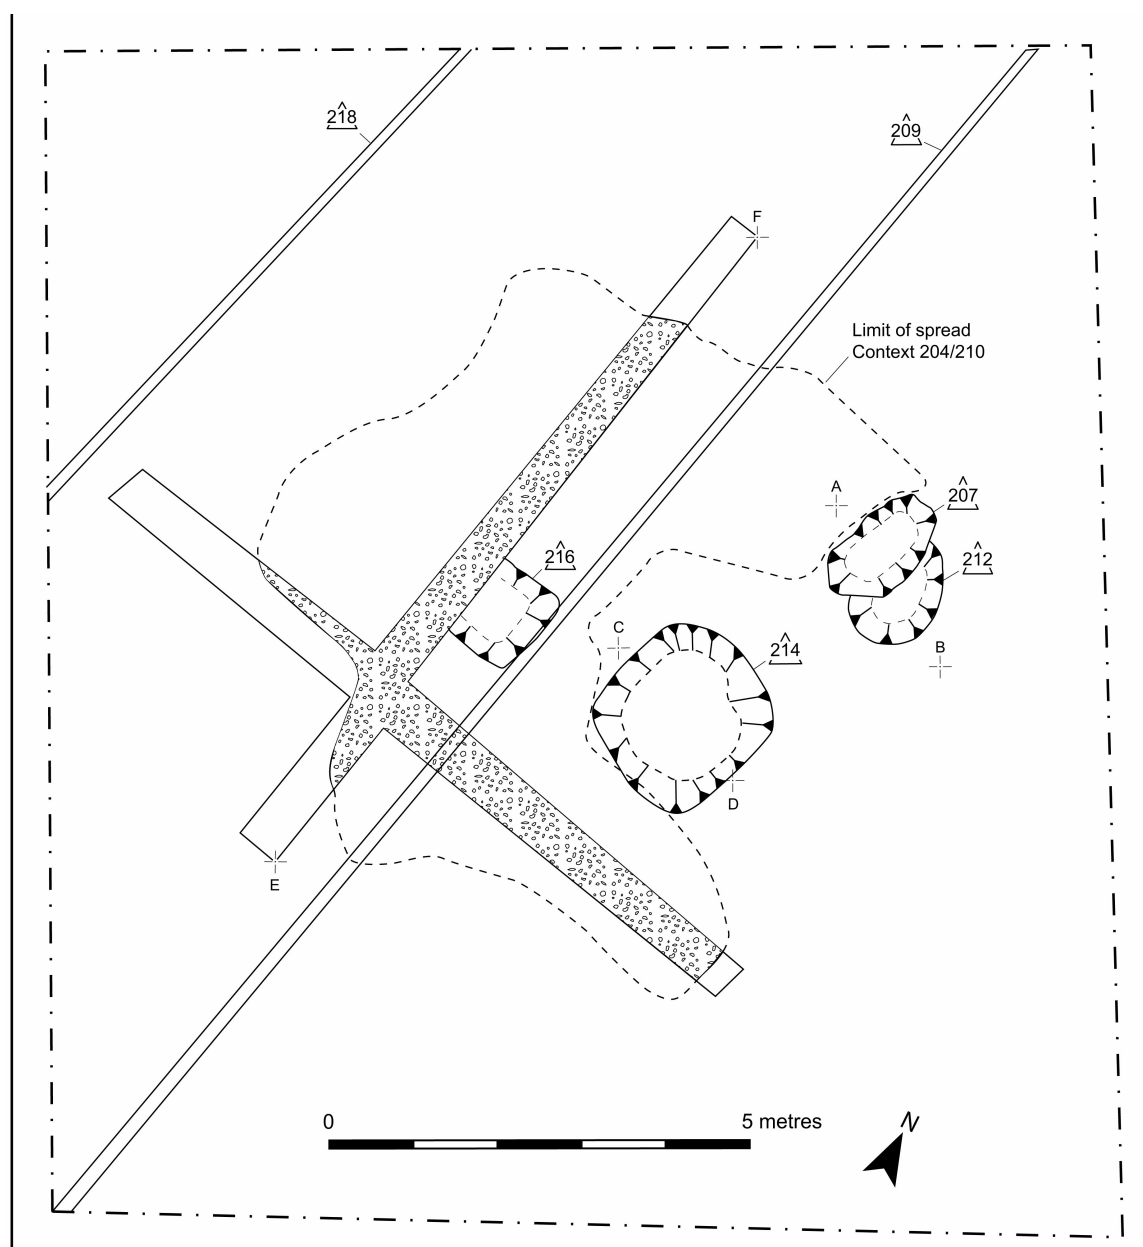 218
209
F
Limit of spread
Context 204/210
A
207
216
212
C
214
B
D
E
0
5 metres
N